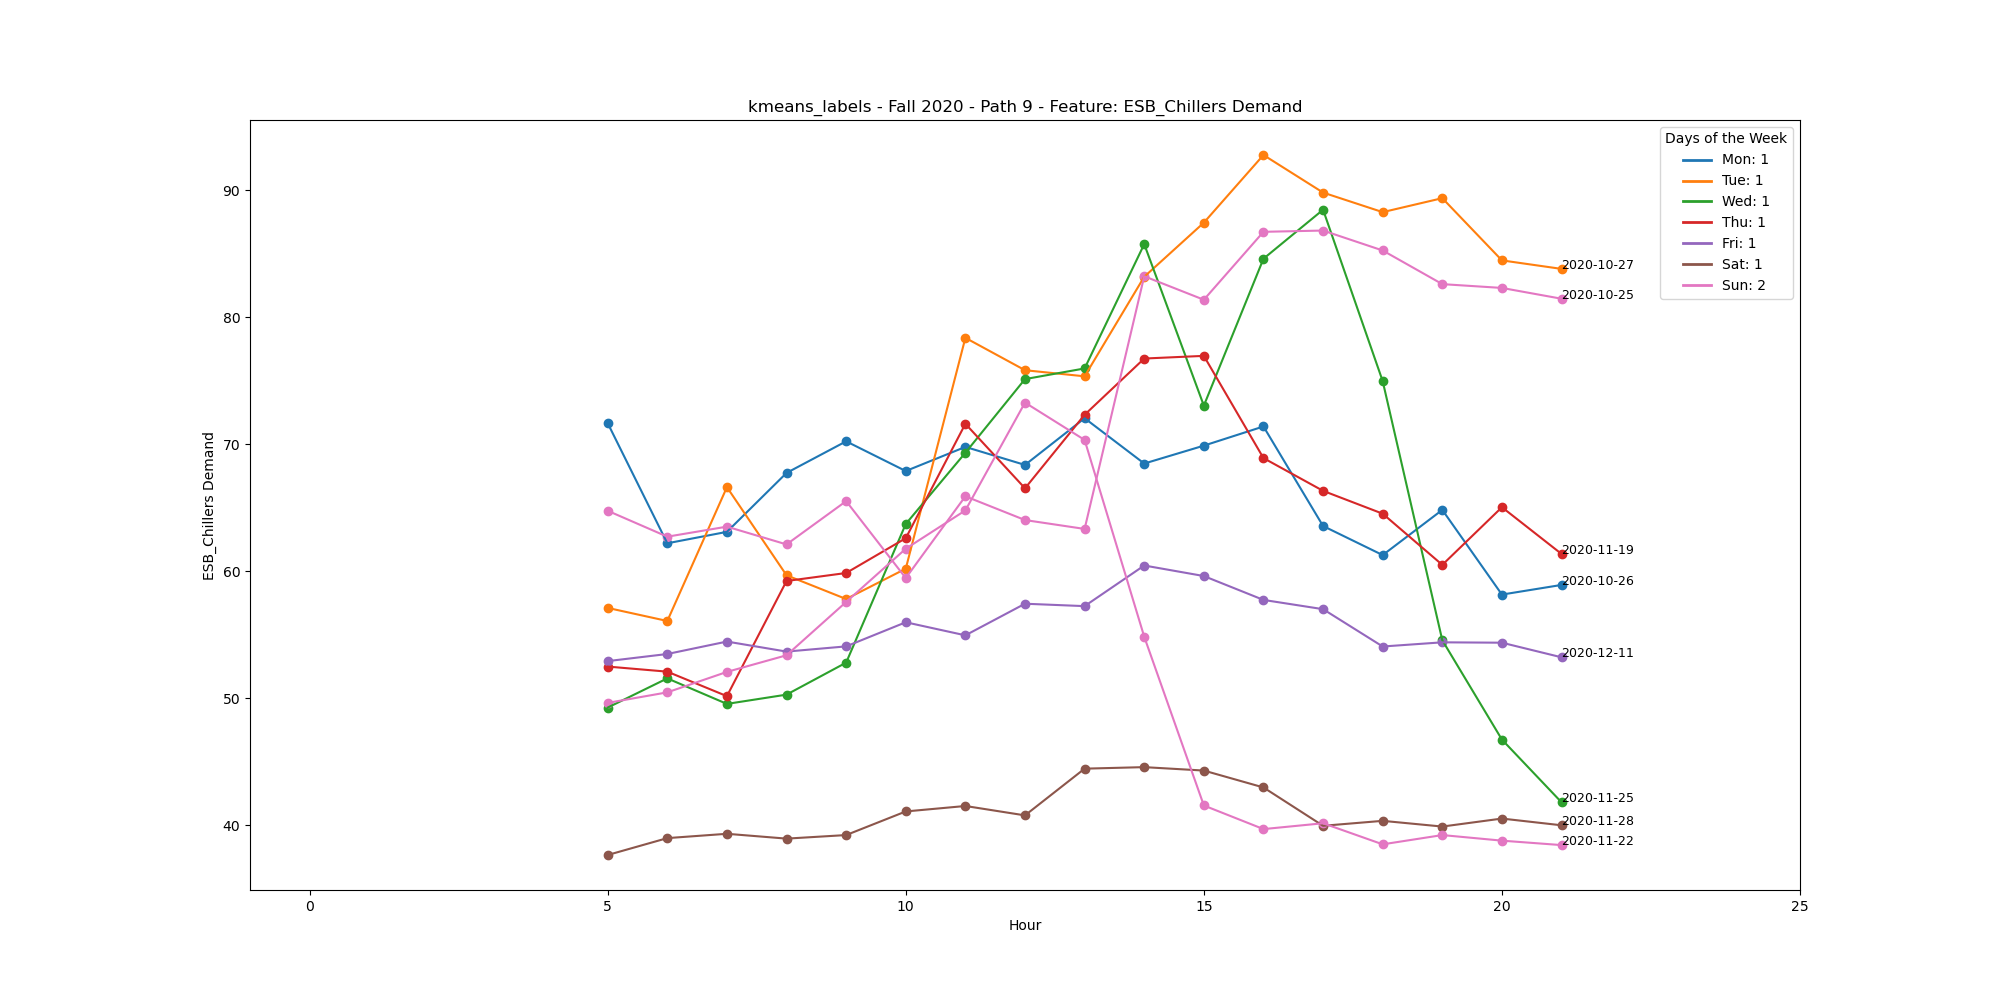 kmeans_labels - Fall 2020 - Path 9 - Feature: ESB_Chillers Demand
Days of the Week
Mon: 1
Tue: 1
Wed: 1
Thu: 1
Fri: 1
Sat: 1
Sun: 2
90
80
70
60
50
40
ESB_Chillers Demand
2020-10-27
2020-10-25
2020-11-19
2020-10-26
2020-12-11
2020-11-25
2020-11-28
2020-11-22
0 5 10 15 20 25
Hour